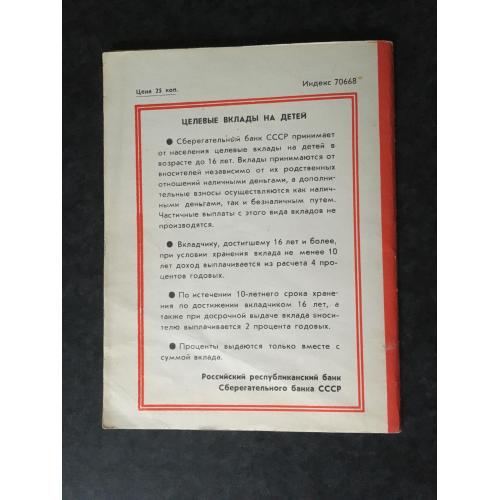 Цена 25 коп.
Индекс 70668
ЦЕЛЕВЫЕ ВКЛАДЫ НА ДЕТЕЙ
● Сберегательный банк СССР принимает
от населения целевые вклады на детей в
возрасте до 16 лет. Вклады принимаются от
вносителей независимо от их родственных
отношений наличными деньгами, а дополни-
тельные взносы осуществляются как налич-
ными деньгами, так и безналичным путем.
Частичные выплаты с этого вида вкладов не
производятся.
● Вкладчику, достигшему 16 лет и более,
при условии хранения вклада не менее 10
лет доход выплачивается из расчета 4 про-
центов годовых.
● По истечении 10-летнего срока хране-
ния по достижении вкладчиком 16 лет, а
также при досрочной выдаче вклада вноси-
телю выплачивается 2 процента годовых.
● Проценты выдаются только вместе с
суммой вклада.
Российский республиканский банк
Сберегательного банка СССР